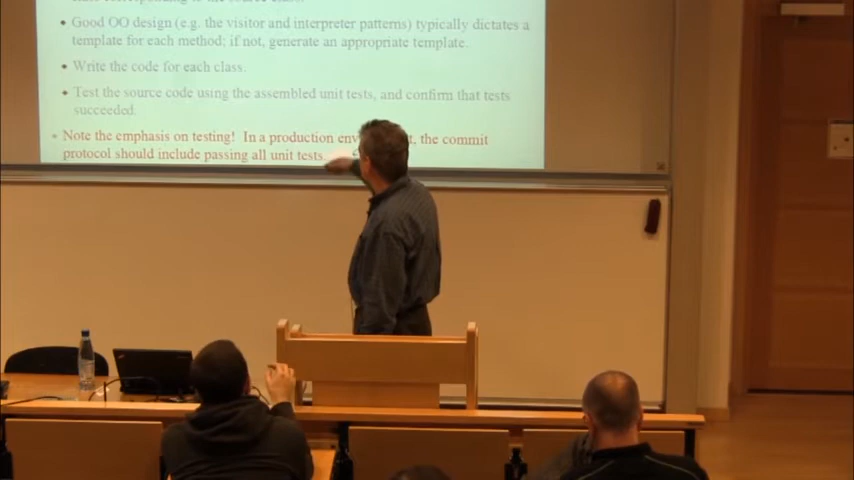 • Good OO design (e.g. the visitor and interpreter patterns) typically dictates a
template for each method; if not, generate an appropriate template.
• Write the code for each class.
• Test the source code using the assembled unit tests, and confirm that tests
succeeded.
• Note the emphasis on testing! In a production the commit
protocol should include passing all unit tests.